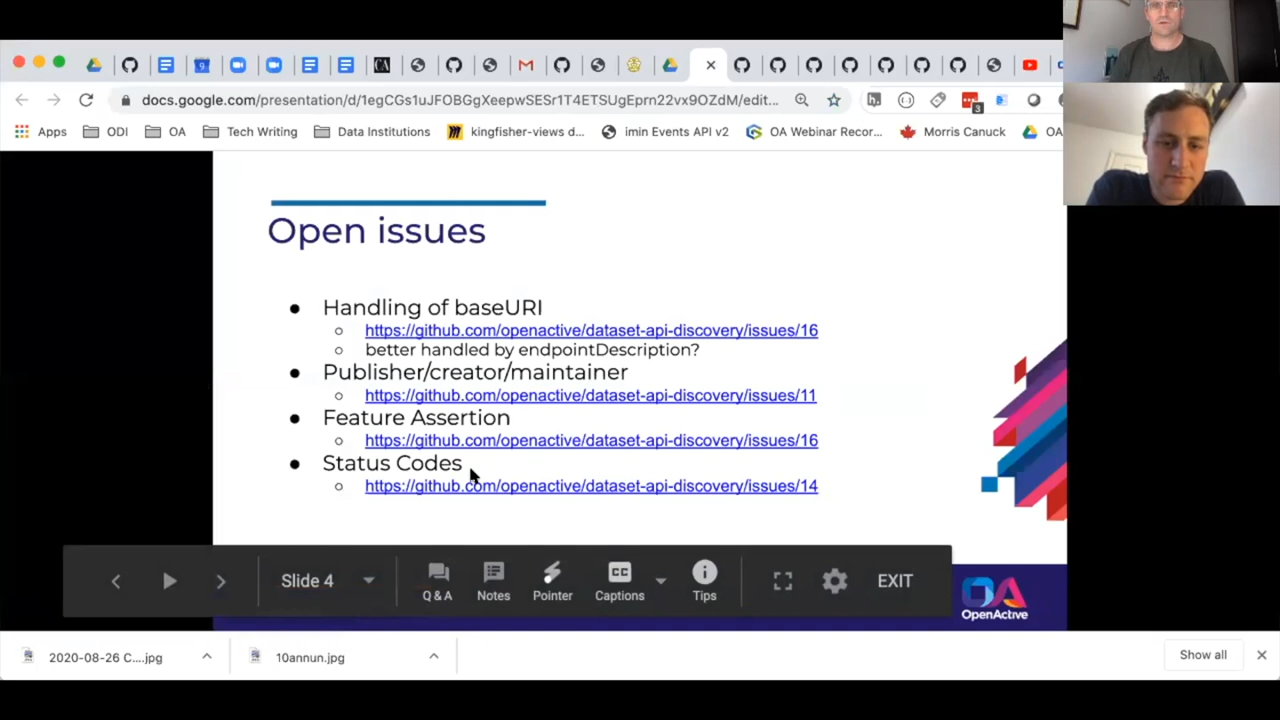 docs.google.com/presentation/d/1egCGs1uJFOBGgXeepwSESr1T4ETSUgEprn22vx9OZdM/edit...
3
Apps
ODI
OA
Tech Writing
Data Institutions
kingfisher-views d...
imin Events API v2
OA Webinar Recor...
Morris Canuck
OA
Open issues
● Handling of baseURI
○ https://github.com/openactive/dataset-api-discovery/issues/16
○ better handled by endpointDescription?
● Publisher/creator/maintainer
○ https://github.com/openactive/dataset-api-discovery/issues/11
● Feature Assertion
○ https://github.com/openactive/dataset-api-discovery/issues/16
● Status Codes
○ https://github.com/openactive/dataset-api-discovery/issues/14
Slide 4
Q & A
Notes
Pointer
CC
Captions
Tips
EXIT
OA
OpenActive
2020-08-26 C....jpg
10annun.jpg
Show all